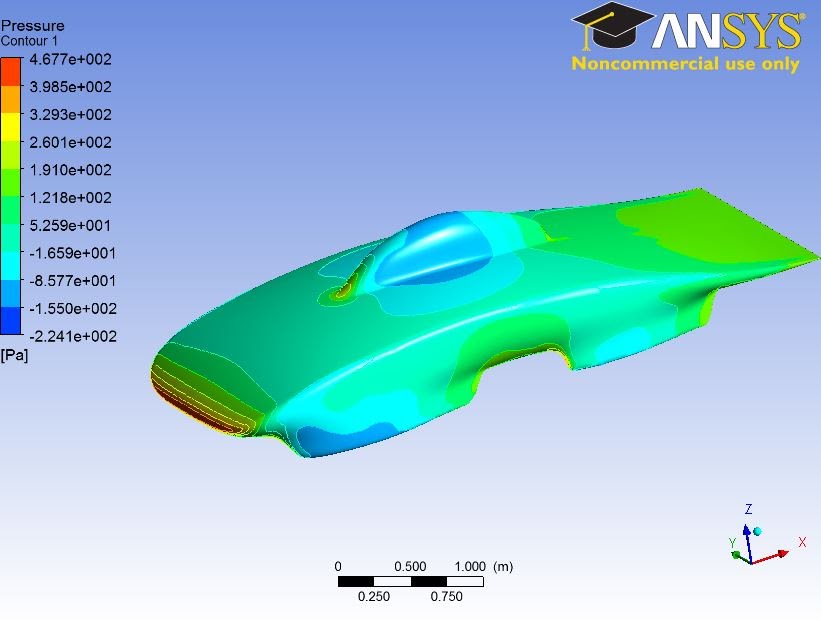 Pressure
Contour 1
4.677e+002
3.985e+002
3.293e+002
2.601e+002
1.910e+002
1.218e+002
5.259e+001
-1.659e+001
-8.577e+001
-1.550e+002
-2.241e+002
[Pa]
ANSYS
Noncommercial use only
0 0.500 1.000 (m)
0.250 0.750
Z
Y X